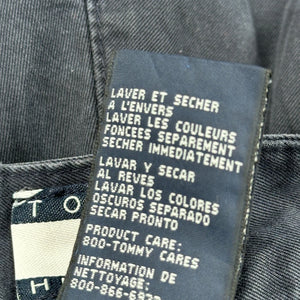 LAVER ET SECHER
A L'ENVERS
LAVER LES COULEURS
FONCEES SEPAREMENT
SECHER IMMEDIATEMENT
LAVAR Y SECAR
AL REVES
LAVAR LOS COLORES
OSCUROS SEPARADO
SECAR PRONTO
PRODUCT CARE:
800-TOMMY CARES
INFORMATION DE
NETTOYAGE:
T O
H